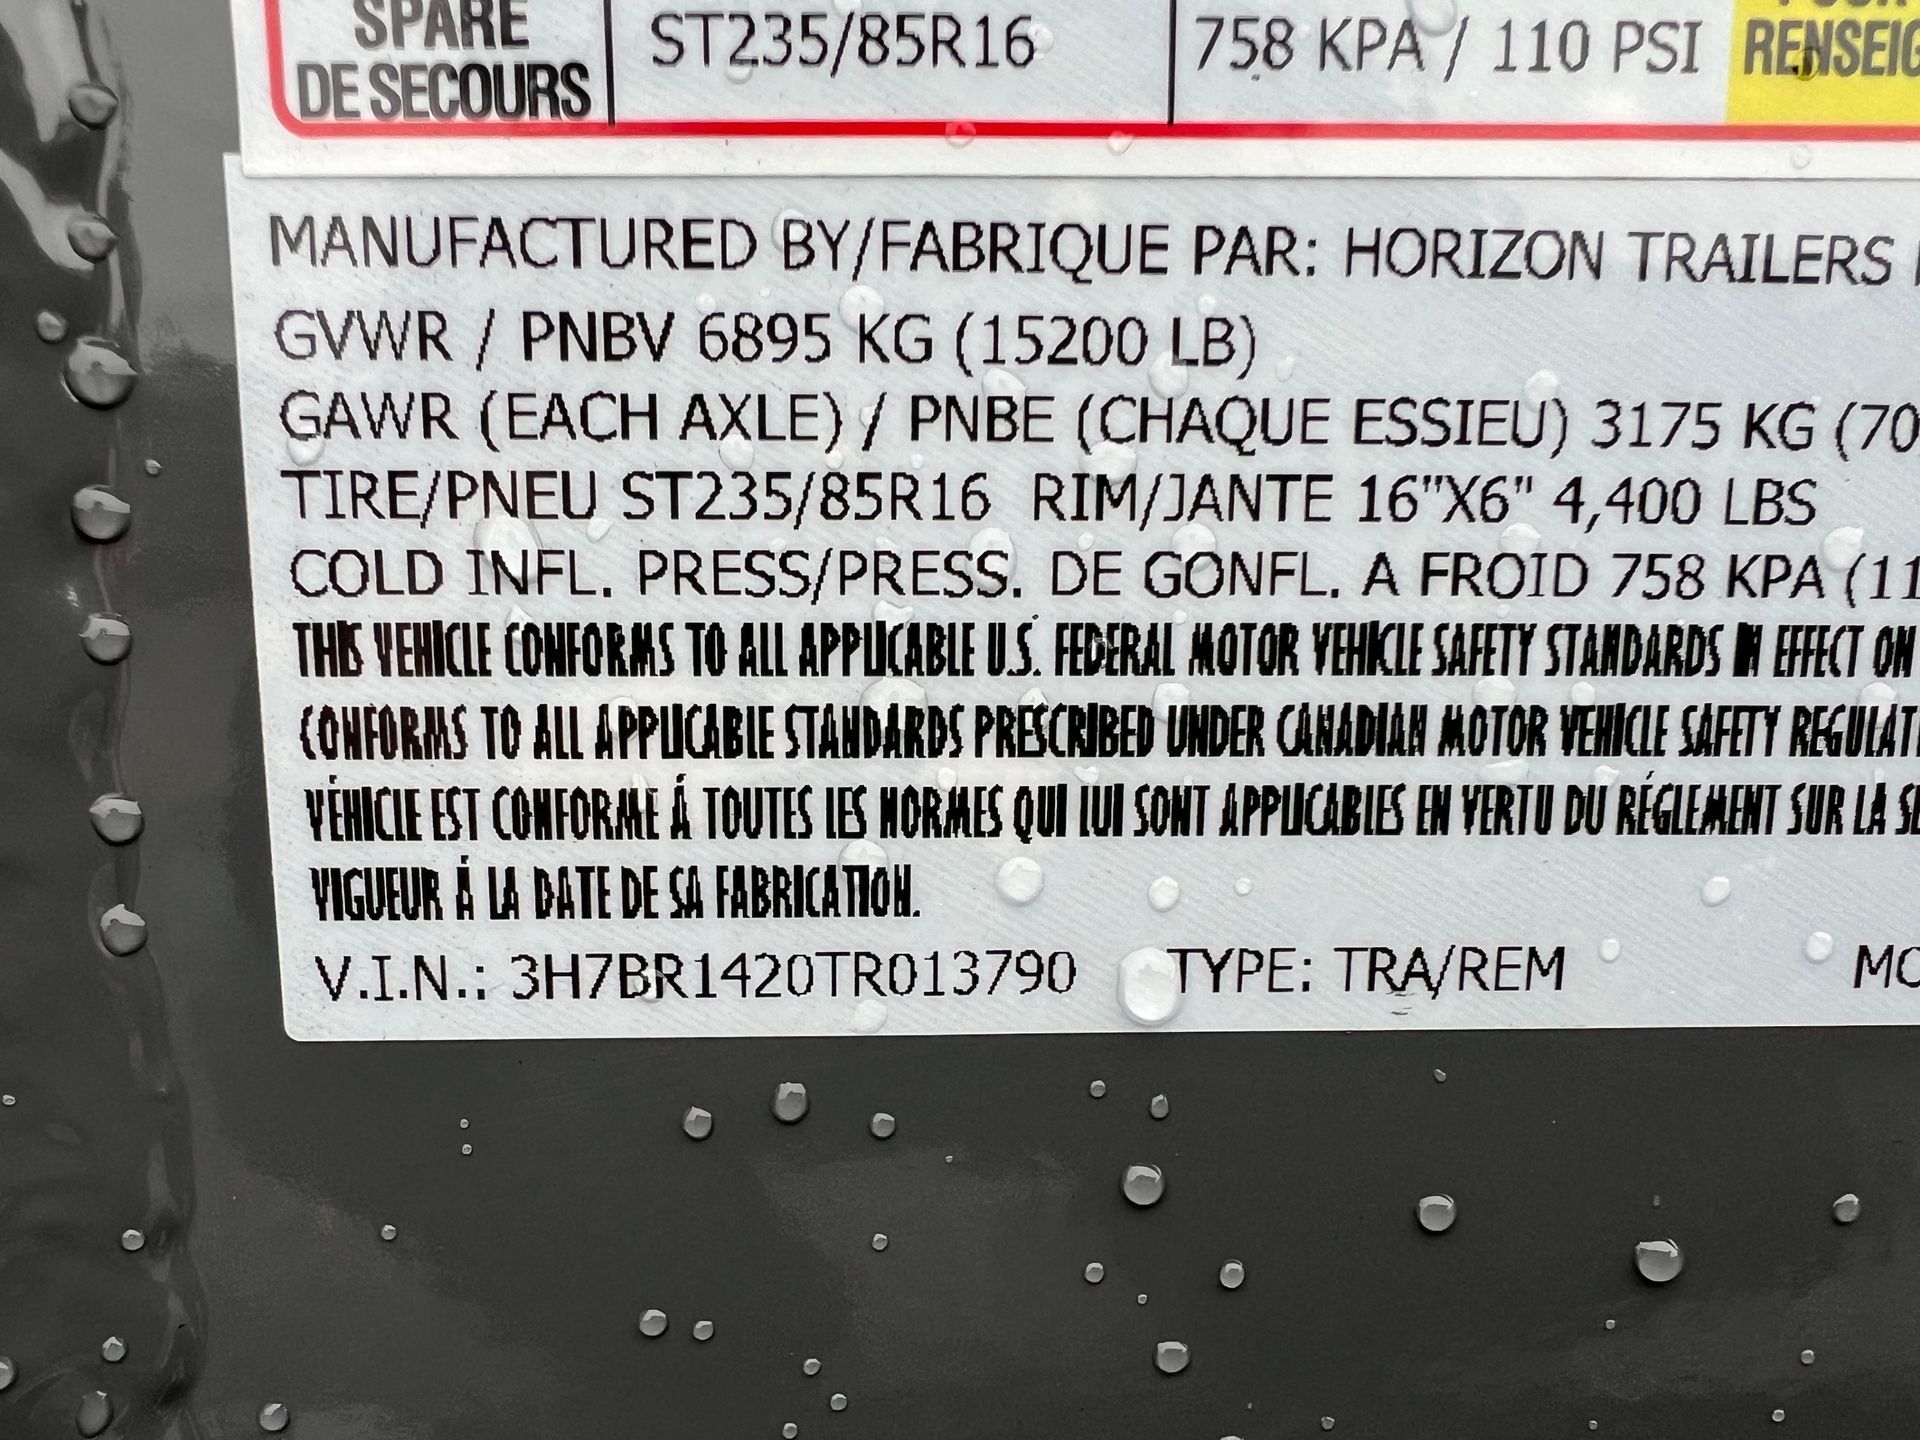 SPARE ST235/85R16 758 KPA / 110 PSI RENSEIG
DE SECOURS
MANUFACTURED BY/FABRIQUE PAR: HORIZON TRAILERS
GVWR / PNBV 6895 KG (15200 LB)
GAWR (EACH AXLE) / PNBE (CHAQUE ESSIEU) 3175 KG (70
TIRE/PNEU ST235/85R16 RIM/JANTE 16"X6" 4,400 LBS
COLD INFL. PRESS/PRESS. DE GONFL. A FROID 758 KPA (11
THIS VEHICLE CONFORMS TO ALL APPLICABLE U.S. FEDERAL MOTOR VEHICLE SAFETY STANDARDS IN EFFECT ON
CONFORMS TO ALL APPLICABLE STANDARDS PRESCRIBED UNDER CANADIAN MOTOR VEHICLE SAFETY REGULATI
VÉHICLE EST CONFORME Á TOUTES LES NORMES QUI LUI SONT APPLICABLES EN VERTU DU RÉGLEMENT SUR LA SÉ
VIGUEUR Á LA DATE DE SA FABRICATION.
V.I.N.: 3H7BR1420TR013790 TYPE: TRA/REM MO